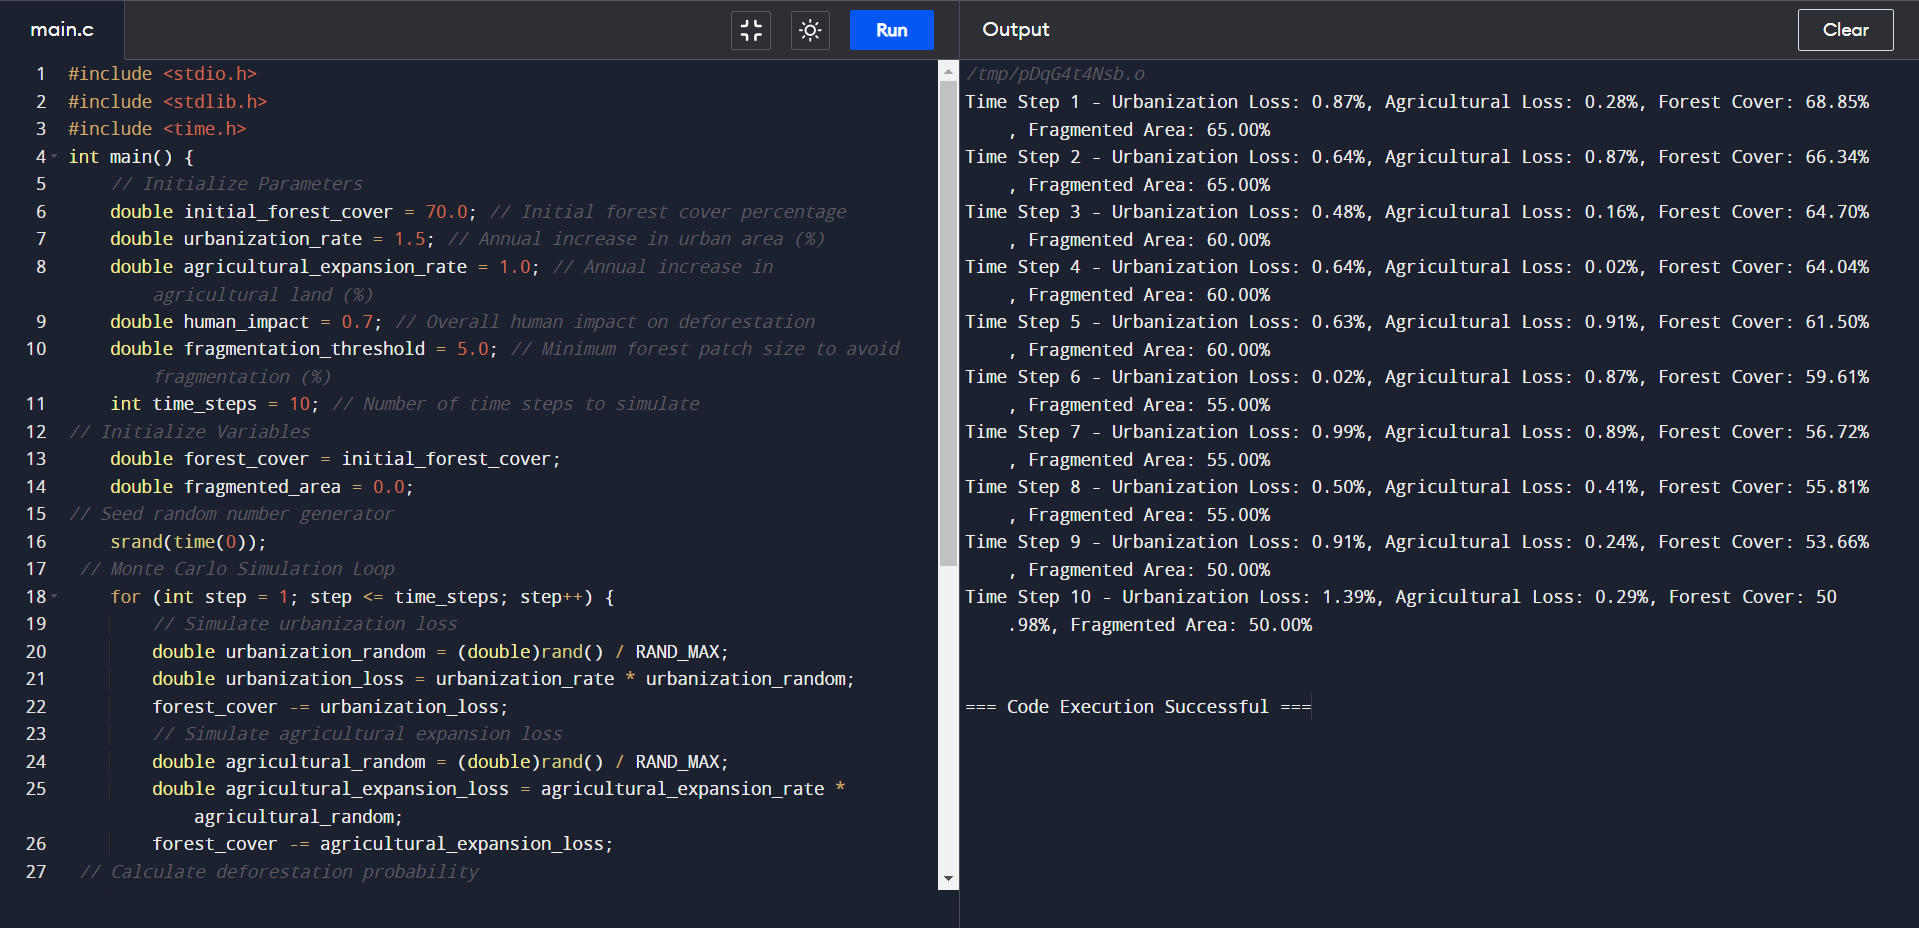 main.c
Run
Output
Clear
1 #include <stdio.h>
2 #include <stdlib.h>
3 #include <time.h>
4 int main() {
5 // Initialize Parameters
6 double initial_forest_cover = 70.0; // Initial forest cover percentage
7 double urbanization_rate = 1.5; // Annual increase in urban area (%)
8 double agricultural_expansion_rate = 1.0; // Annual increase in
agricultural land (%)
9 double human_impact = 0.7; // Overall human impact on deforestation
10 double fragmentation_threshold = 5.0; // Minimum forest patch size to avoid
fragmentation (%)
11 int time_steps = 10; // Number of time steps to simulate
12 // Initialize Variables
13 double forest_cover = initial_forest_cover;
14 double fragmented_area = 0.0;
15 // Seed random number generator
16 srand(time(0));
17 // Monte Carlo Simulation Loop
18 for (int step = 1; step <= time_steps; step++) {
19 // Simulate urbanization loss
20 double urbanization_random = (double)rand() / RAND_MAX;
21 double urbanization_loss = urbanization_rate * urbanization_random;
22 forest_cover -= urbanization_loss;
23 // Simulate agricultural expansion loss
24 double agricultural_random = (double)rand() / RAND_MAX;
25 double agricultural_expansion_loss = agricultural_expansion_rate *
agricultural_random;
26 forest_cover -= agricultural_expansion_loss;
27 // Calculate deforestation probability
/tmp/pDqG4t4Nsb.o
Time Step 1 - Urbanization Loss: 0.87%, Agricultural Loss: 0.28%, Forest Cover: 68.85%
, Fragmented Area: 65.00%
Time Step 2 - Urbanization Loss: 0.64%, Agricultural Loss: 0.87%, Forest Cover: 66.34%
, Fragmented Area: 65.00%
Time Step 3 - Urbanization Loss: 0.48%, Agricultural Loss: 0.16%, Forest Cover: 64.70%
, Fragmented Area: 60.00%
Time Step 4 - Urbanization Loss: 0.64%, Agricultural Loss: 0.02%, Forest Cover: 64.04%
, Fragmented Area: 60.00%
Time Step 5 - Urbanization Loss: 0.63%, Agricultural Loss: 0.91%, Forest Cover: 61.50%
, Fragmented Area: 60.00%
Time Step 6 - Urbanization Loss: 0.02%, Agricultural Loss: 0.87%, Forest Cover: 59.61%
, Fragmented Area: 55.00%
Time Step 7 - Urbanization Loss: 0.99%, Agricultural Loss: 0.89%, Forest Cover: 56.72%
, Fragmented Area: 55.00%
Time Step 8 - Urbanization Loss: 0.50%, Agricultural Loss: 0.41%, Forest Cover: 55.81%
, Fragmented Area: 55.00%
Time Step 9 - Urbanization Loss: 0.91%, Agricultural Loss: 0.24%, Forest Cover: 53.66%
, Fragmented Area: 50.00%
Time Step 10 - Urbanization Loss: 1.39%, Agricultural Loss: 0.29%, Forest Cover: 50
.98%, Fragmented Area: 50.00%
=== Code Execution Successful ===